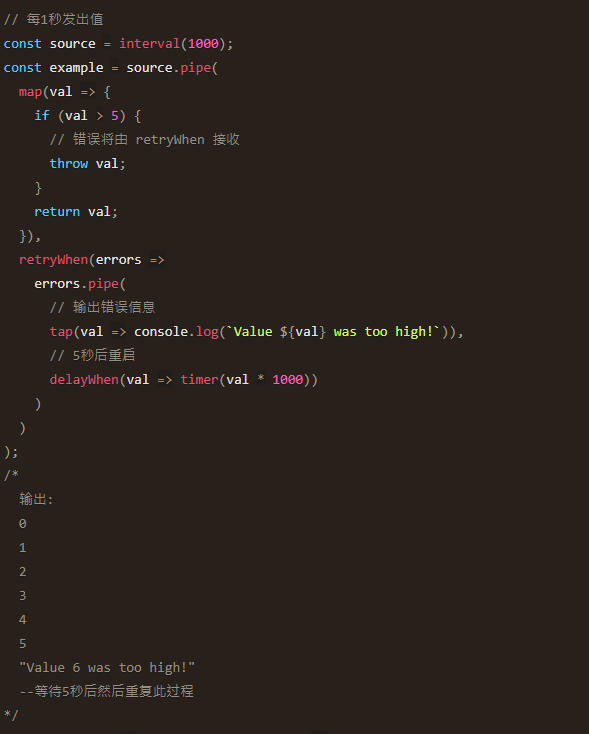 // 每1秒发出值
const source = interval(1000);
const example = source.pipe(
  map(val => {
    if (val > 5) {
      // 错误将由 retryWhen 接收
      throw val;
    }
    return val;
  }),
  retryWhen(errors =>
    errors.pipe(
      // 输出错误信息
      tap(val => console.log(`Value ${val} was too high!`)),
      // 5秒后重启
      delayWhen(val => timer(val * 1000))
    )
  )
);
/*
  输出:
  0
  1
  2
  3
  4
  5
  "Value 6 was too high!"
  --等待5秒后然后重复此过程
*/